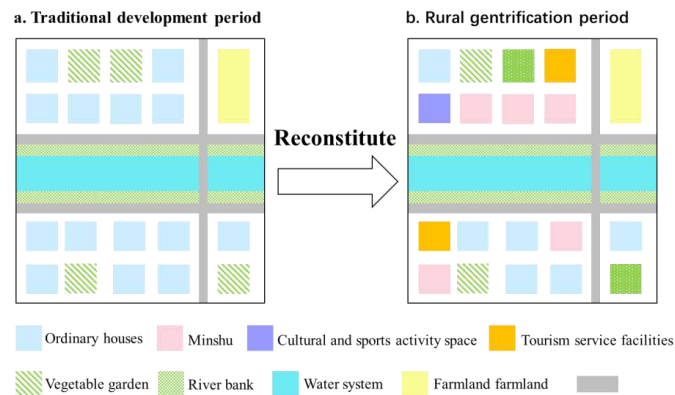 a. Traditional development period
b. Rural gentrification period
Reconstitute
Ordinary houses
Minshu
Cultural and sports activity space
Tourism service facilities
Vegetable garden
River bank
Water system
Farmland farmland